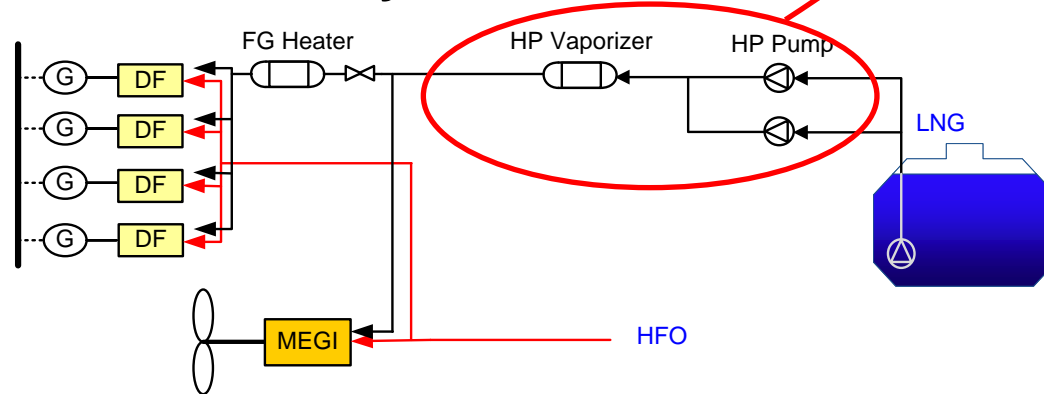 FG Heater
HP Vaporizer
HP Pump
G
DF
G
DF
G
DF
G
DF
LNG
MEGI
HFO